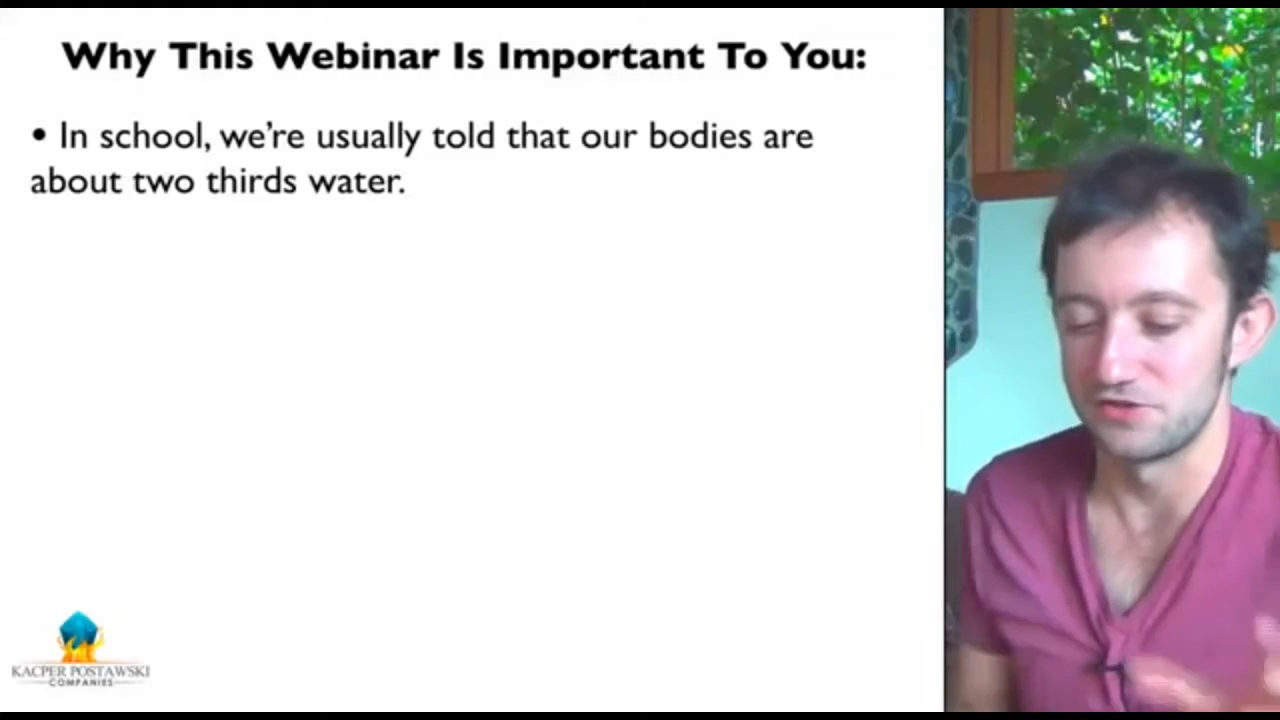 Why This Webinar Is Important To You:
• In school, we're usually told that our bodies are
about two thirds water.
KACPER POSTAWSKI
COMPANIES